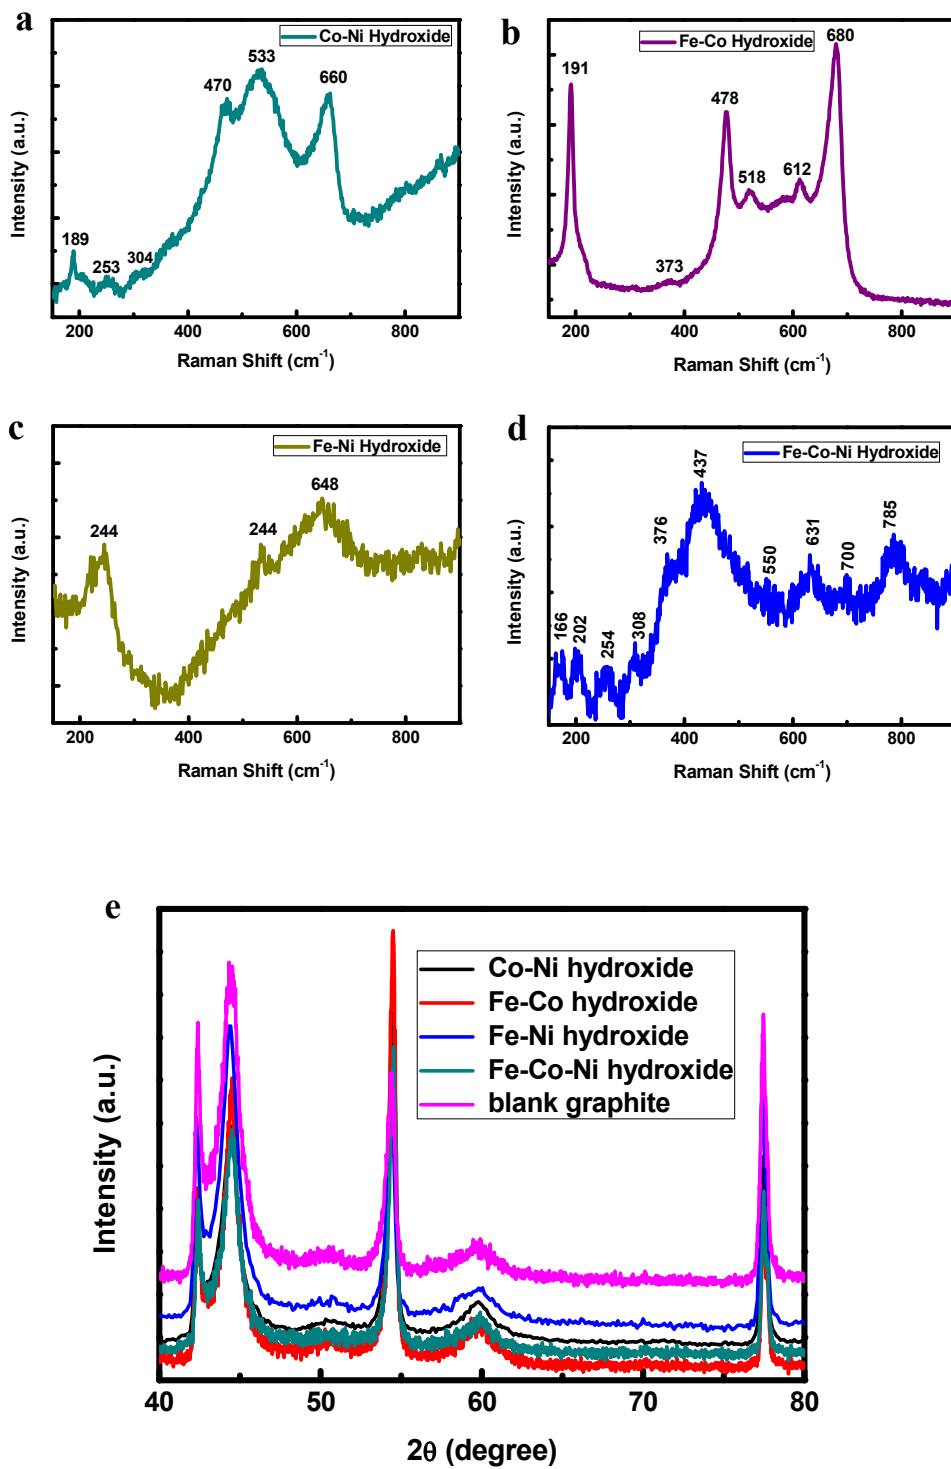 a
Co-Ni Hydroxide
189
253
304
470
533
660
Intensity (a.u.)
200 400 600 800
Raman Shift (cm⁻¹)
b
Fe-Co Hydroxide
191
373
478
518
612
680
Intensity (a.u.)
200 400 600 800
Raman Shift (cm⁻¹)
c
Fe-Ni Hydroxide
244
244
648
Intensity (a.u.)
200 400 600 800
Raman Shift (cm⁻¹)
d
Fe-Co-Ni Hydroxide
166
202
254
308
376
437
550
631
700
785
Intensity (a.u.)
200 400 600 800
Raman Shift (cm⁻¹)
e
Co-Ni hydroxide
Fe-Co hydroxide
Fe-Ni hydroxide
Fe-Co-Ni hydroxide
blank graphite
Intensity (a.u.)
40 50 60 70 80
2θ (degree)